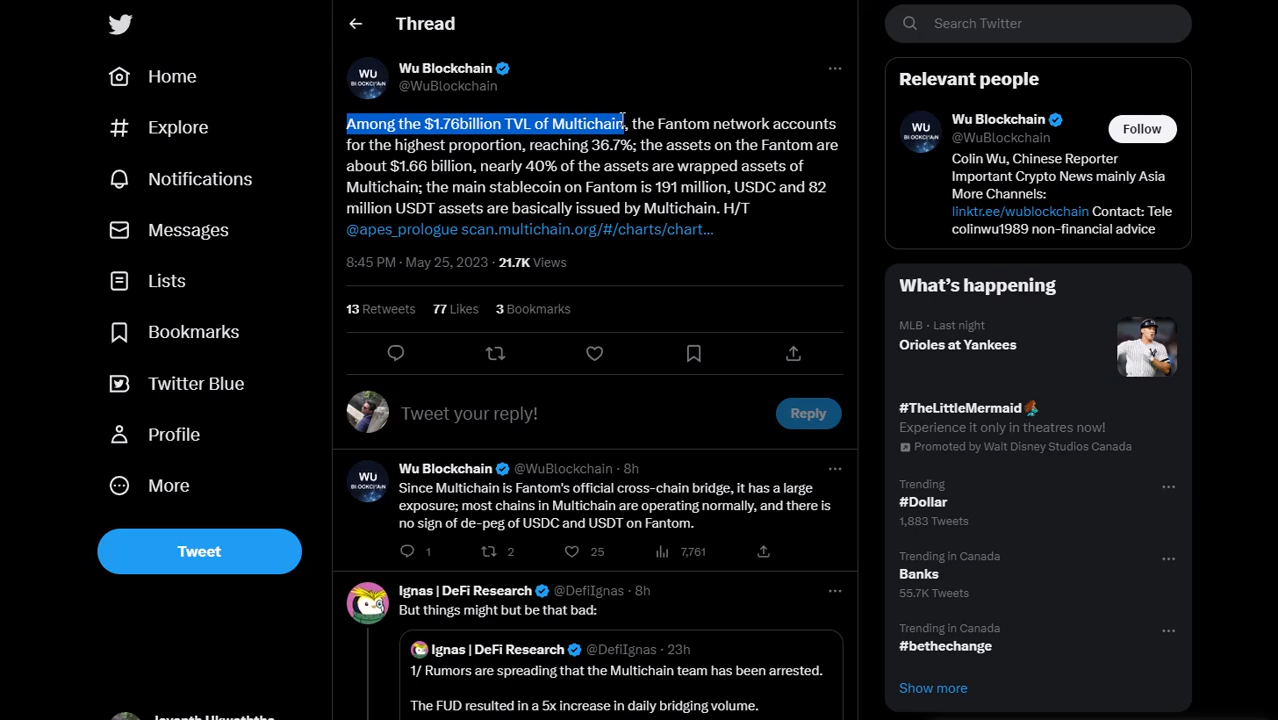 Home
Explore
Notifications
Messages
Lists
Bookmarks
Twitter Blue
Profile
More
Tweet
Thread
WU
BLOCKCHAIN
Wu Blockchain
@WuBlockchain
Among the $1.76billion TVL of Multichain, the Fantom network accounts
for the highest proportion, reaching 36.7%; the assets on the Fantom are
about $1.66 billion, nearly 40% of the assets are wrapped assets of
Multichain; the main stablecoin on Fantom is 191 million, USDC and 82
million USDT assets are basically issued by Multichain. H/T
@apes_prologue scan.multichain.org/#/charts/chart…
8:45 PM · May 25, 2023 · 21.7K Views
13 Retweets 77 Likes 3 Bookmarks
Tweet your reply!
Reply
WU
BLOCKCHAIN
Wu Blockchain @WuBlockchain · 8h
Since Multichain is Fantom's official cross-chain bridge, it has a large
exposure; most chains in Multichain are operating normally, and there is
no sign of de-peg of USDC and USDT on Fantom.
1 2 25 7,761
Ignas | DeFi Research @DefiIgnas · 8h
But things might but be that bad:
Ignas | DeFi Research @DefiIgnas · 23h
1/ Rumors are spreading that the Multichain team has been arrested.
The FUD resulted in a 5x increase in daily bridging volume.
Search Twitter
Relevant people
WU
BLOCKCHAIN
Wu Blockchain
@WuBlockchain
Follow
Colin Wu, Chinese Reporter
Important Crypto News mainly Asia
More Channels:
linktr.ee/wublockchain Contact: Tele
colinwu1989 non-financial advice
What's happening
MLB · Last night
Orioles at Yankees
#TheLittleMermaid
Experience it only in theatres now!
Promoted by Walt Disney Studios Canada
Trending
#Dollar
1,883 Tweets
Trending in Canada
Banks
55.7K Tweets
Trending in Canada
#bethechange
Show more